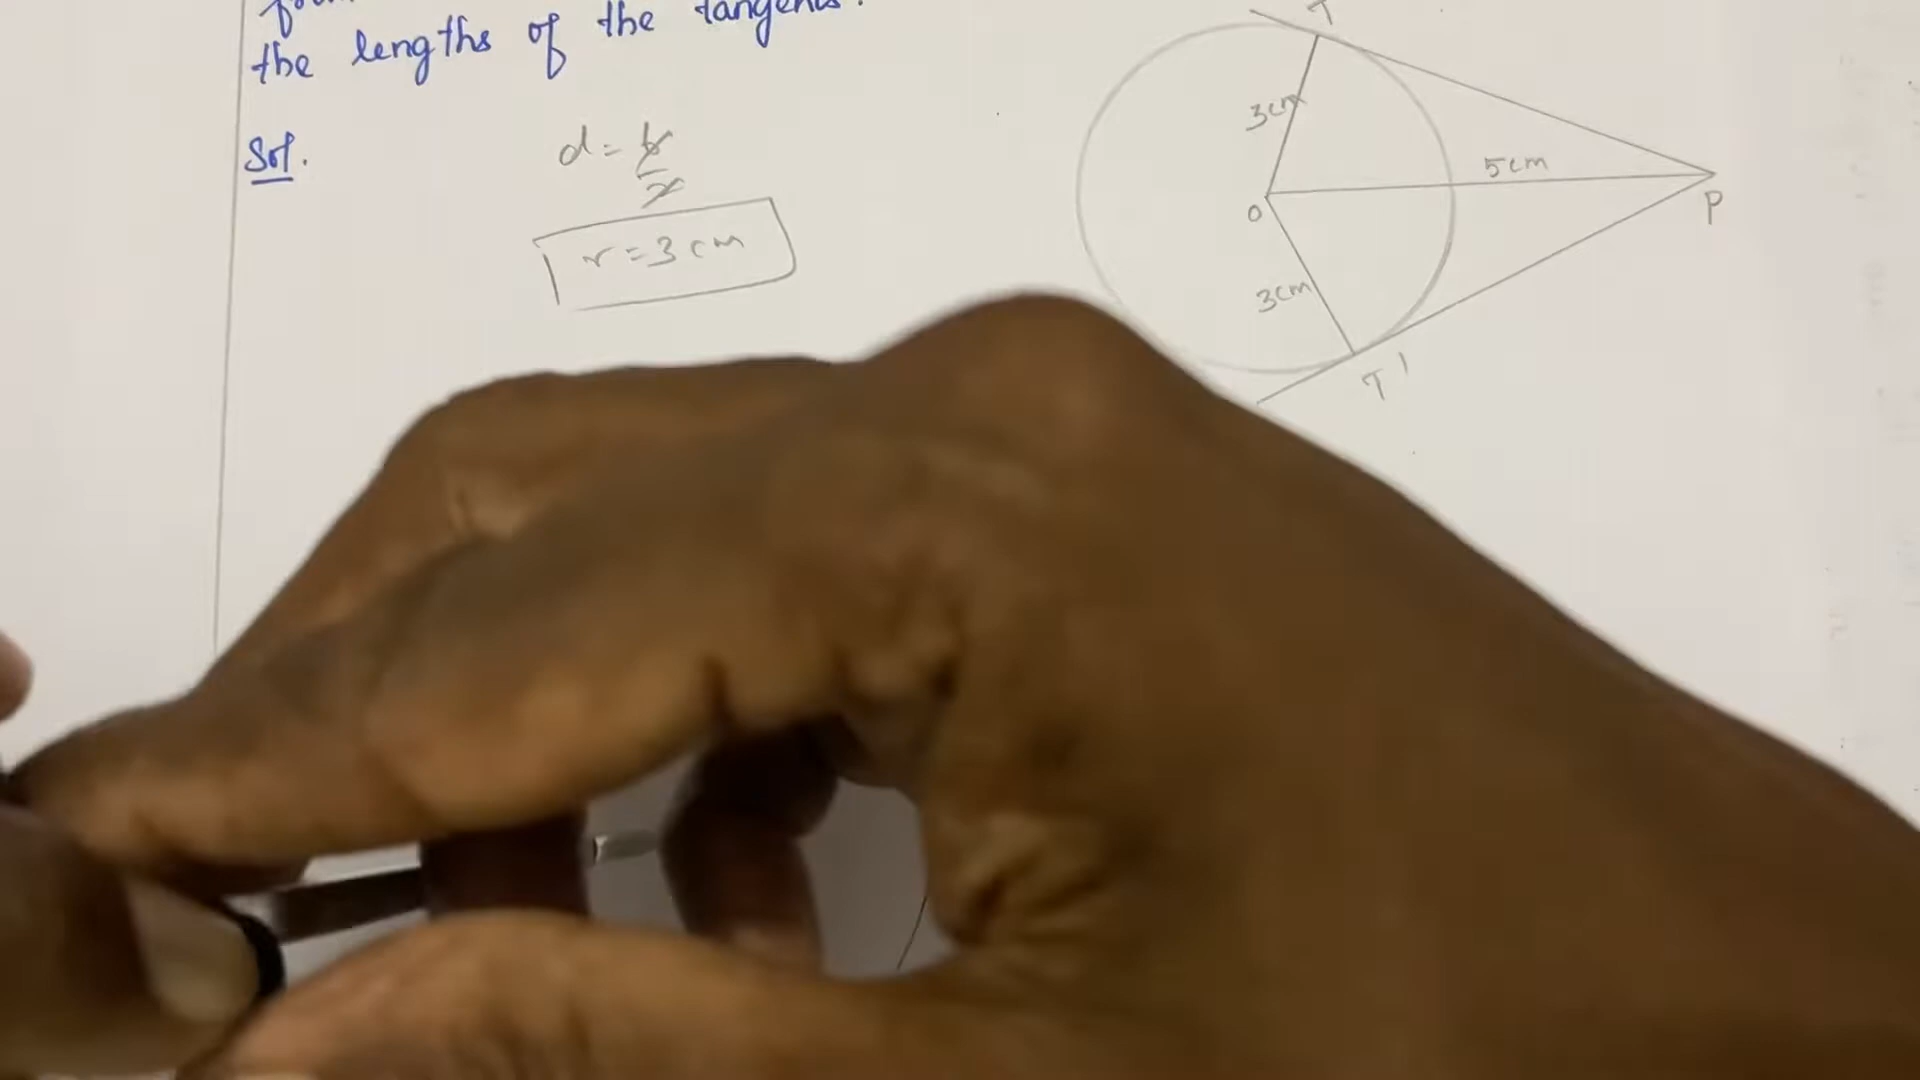 the lengths of the tangents.
Sol.
d = 6
2
r = 3 cm
T
3cm
5cm
O
P
3cm
T'